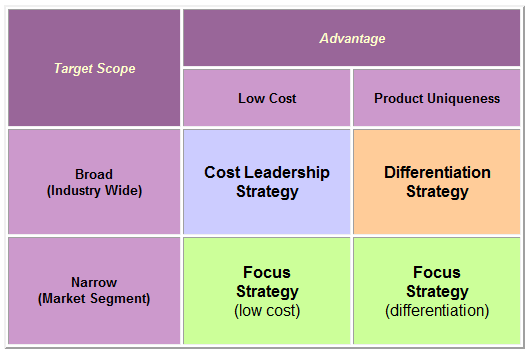 Target Scope
Advantage
Low Cost
Product Uniqueness
Broad
(Industry Wide)
Cost Leadership
Strategy
Differentiation
Strategy
Narrow
(Market Segment)
Focus
Strategy
(low cost)
Focus
Strategy
(differentiation)